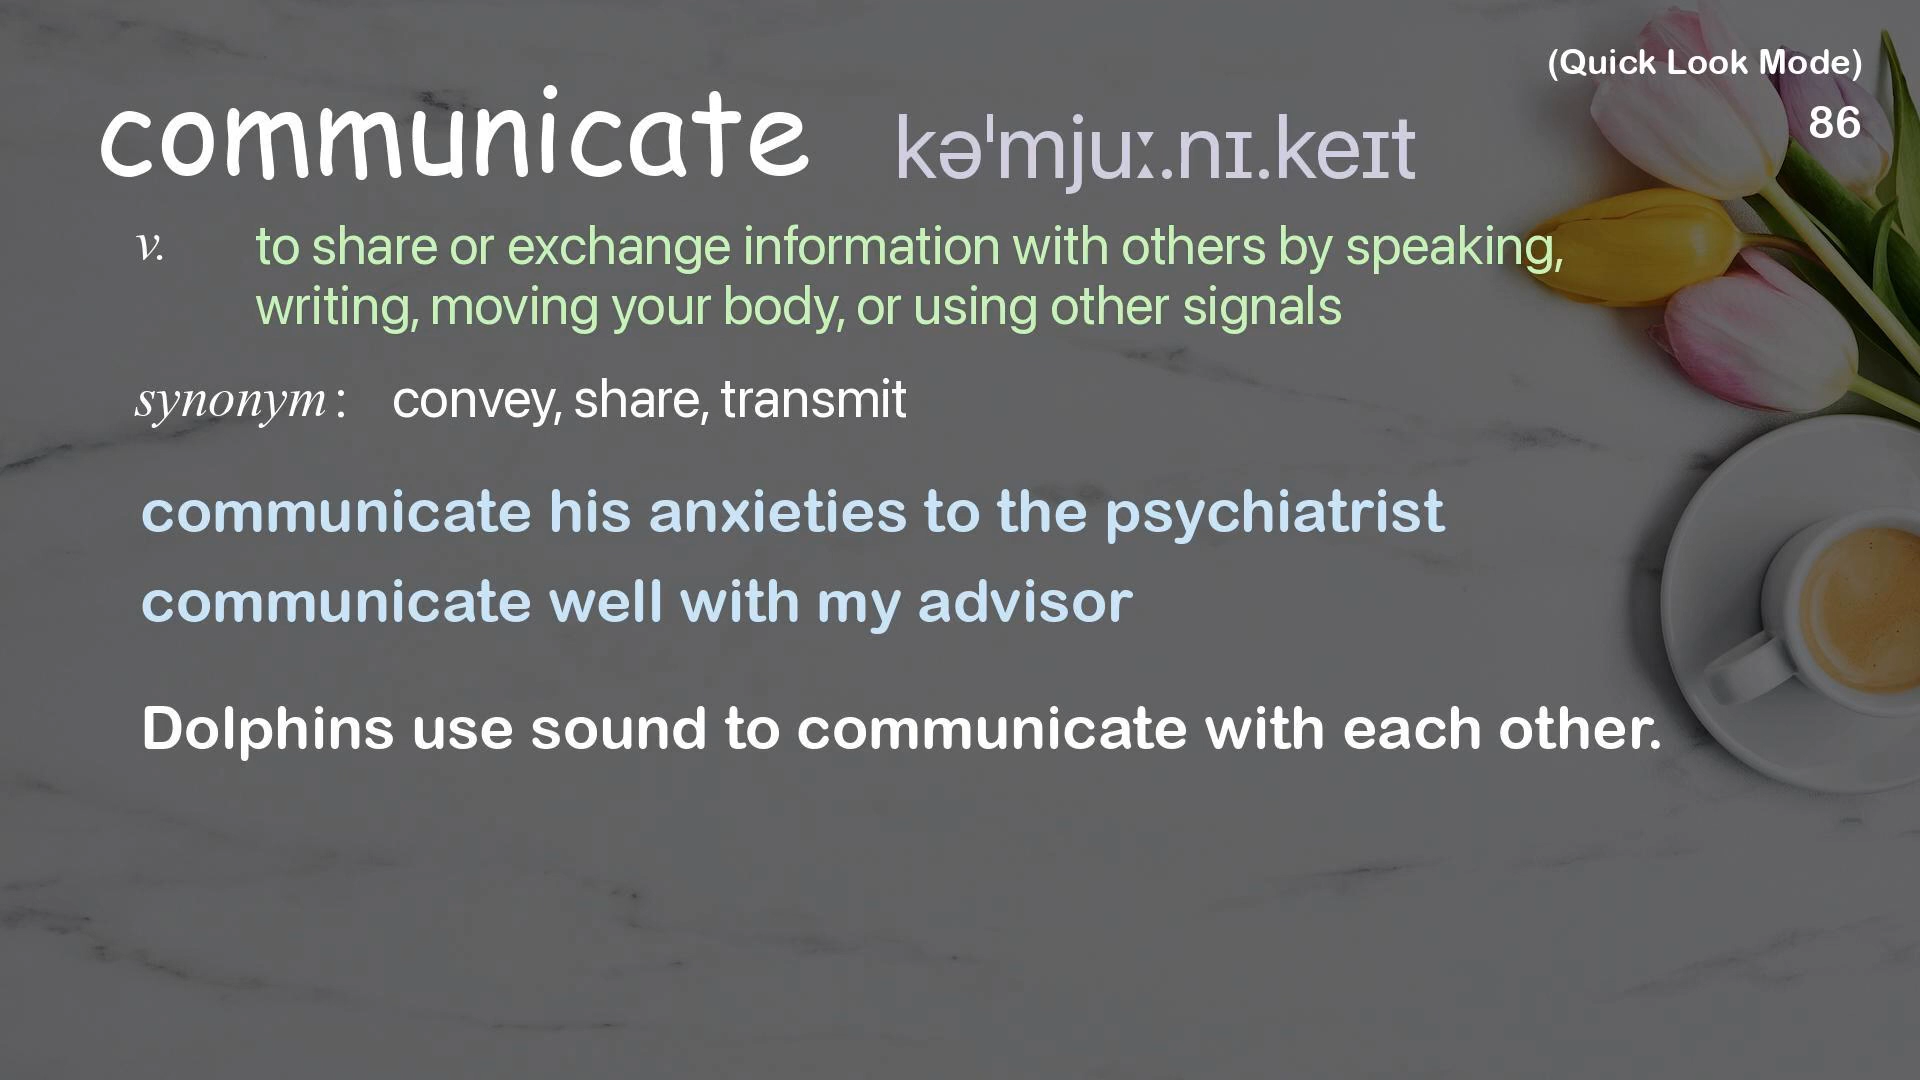 (Quick Look Mode)
communicate kəˈmjuː.nɪ.keɪt 86
v. to share or exchange information with others by speaking,
writing, moving your body, or using other signals
synonym: convey, share, transmit
communicate his anxieties to the psychiatrist
communicate well with my advisor
Dolphins use sound to communicate with each other.